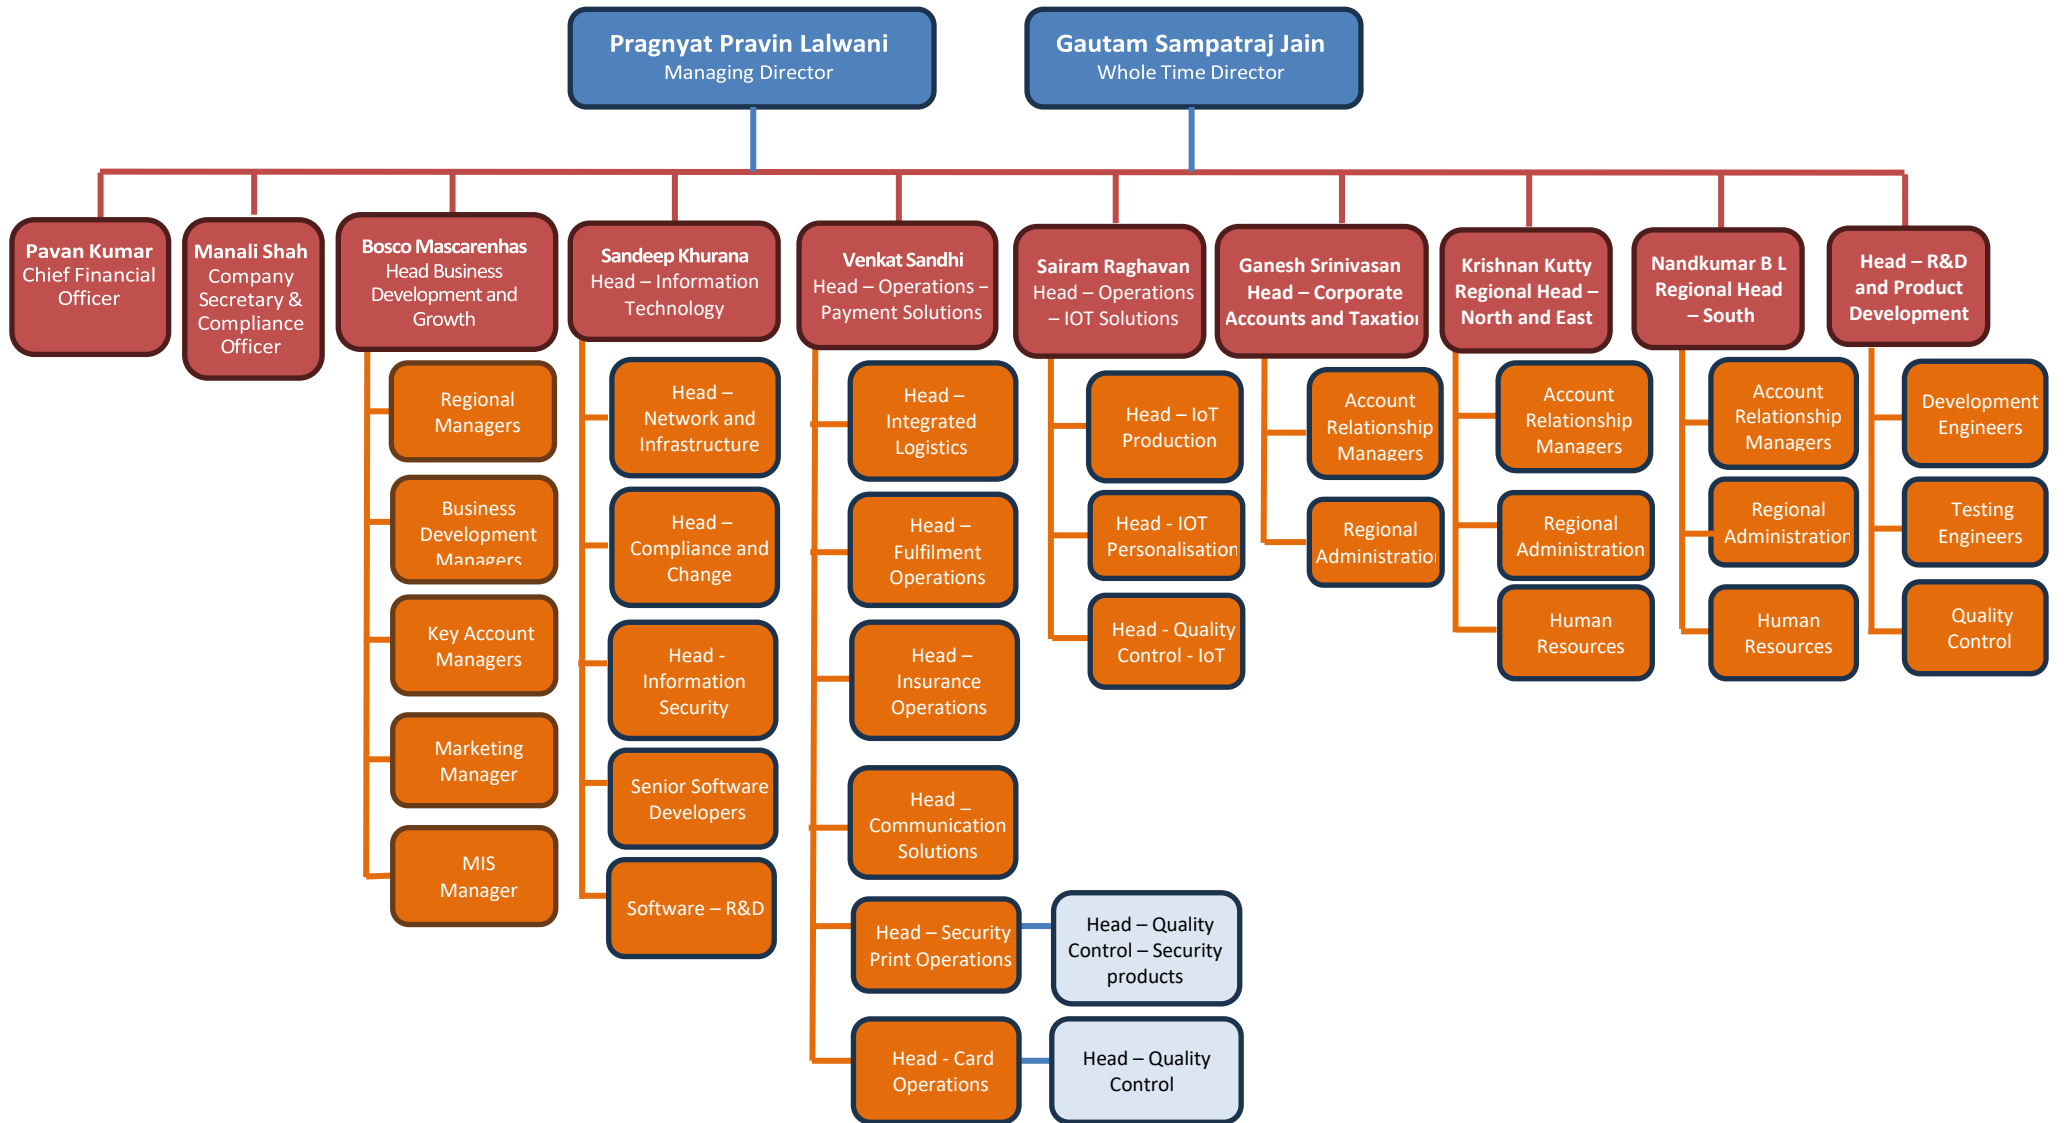 Pragnyat Pravin Lalwani
Managing Director
Gautam Sampatraj Jain
Whole Time Director
Pavan Kumar
Chief Financial
Officer
Manali Shah
Company
Secretary &
Compliance
Officer
Bosco Mascarenhas
Head Business
Development and
Growth
Sandeep Khurana
Head – Information
Technology
Venkat Sandhi
Head – Operations –
Payment Solutions
Sairam Raghavan
Head – Operations
– IOT Solutions
Ganesh Srinivasan
Head – Corporate
Accounts and Taxation
Krishnan Kutty
Regional Head –
North and East
Nandkumar B L
Regional Head
– South
Head – R&D
and Product
Development
Regional
Managers
Business
Development
Managers
Key Account
Managers
Marketing
Manager
MIS
Manager
Head –
Network and
Infrastructure
Head –
Compliance and
Change
Head -
Information
Security
Senior Software
Developers
Software – R&D
Head –
Integrated
Logistics
Head –
Fulfilment
Operations
Head –
Insurance
Operations
Head _
Communication
Solutions
Head – Security
Print Operations
Head – Quality
Control – Security
products
Head - Card
Operations
Head – Quality
Control
Head – IoT
Production
Head - IOT
Personalisation
Head - Quality
Control - IoT
Account
Relationship
Managers
Regional
Administration
Account
Relationship
Managers
Regional
Administration
Human
Resources
Account
Relationship
Managers
Regional
Administration
Human
Resources
Development
Engineers
Testing
Engineers
Quality
Control